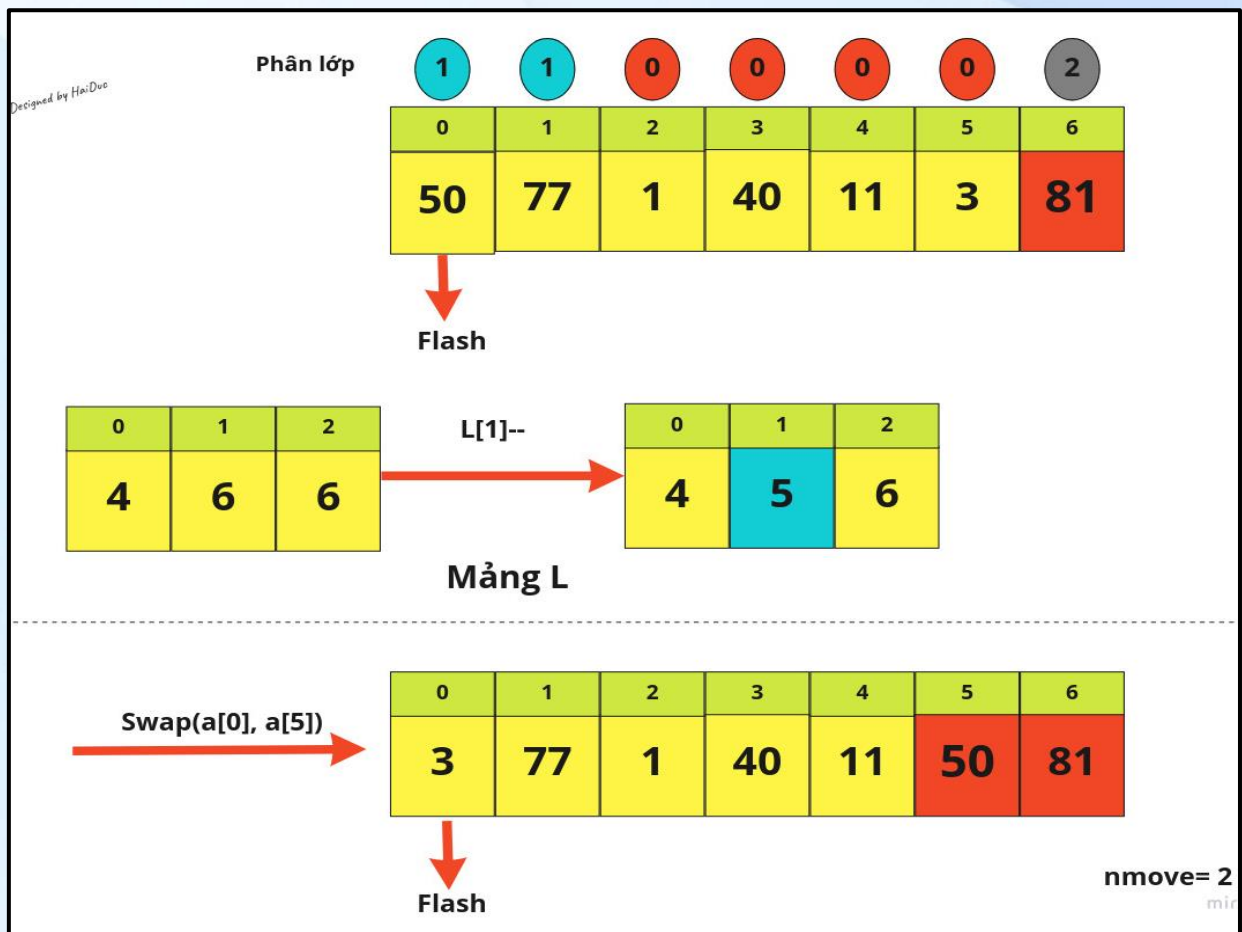 Phân lớp
1 1 0 0 0 0 2
Designed by HaiDuc
0 1 2 3 4 5 6
50 77 1 40 11 3 81
Flash
0 1 2
4 6 6
L[1]--
0 1 2
4 5 6
Mảng L
Swap(a[0], a[5])
0 1 2 3 4 5 6
3 77 1 40 11 50 81
Flash
nmove= 2